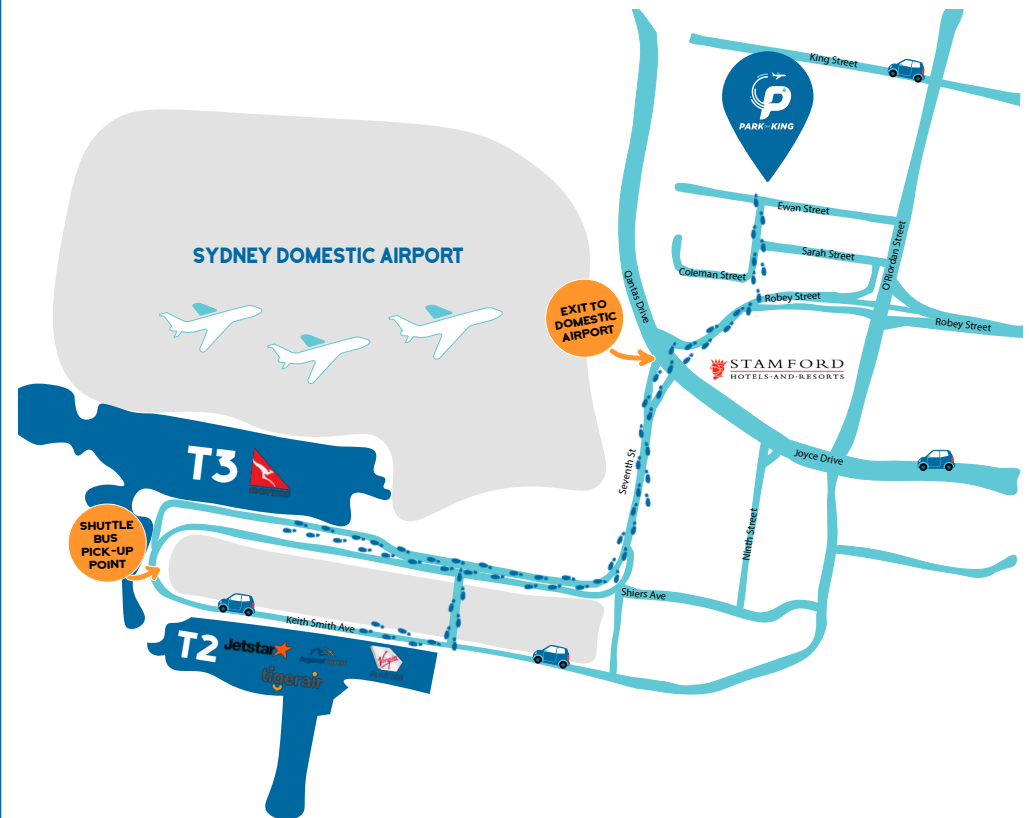 King Street
P
PARK ON KING
Ewan Street
SYDNEY DOMESTIC AIRPORT
Sarah Street
O'Riordan Street
Coleman Street
Qantas Drive
Robey Street
EXIT TO
DOMESTIC
AIRPORT
Robey Street
STAMFORD
HOTELS·AND·RESORTS
T3
Seventh St
Joyce Drive
SHUTTLE
BUS
PICK-UP
POINT
Ninth Street
Shiers Ave
Keith Smith Ave
T2
Jetstar
tigerair